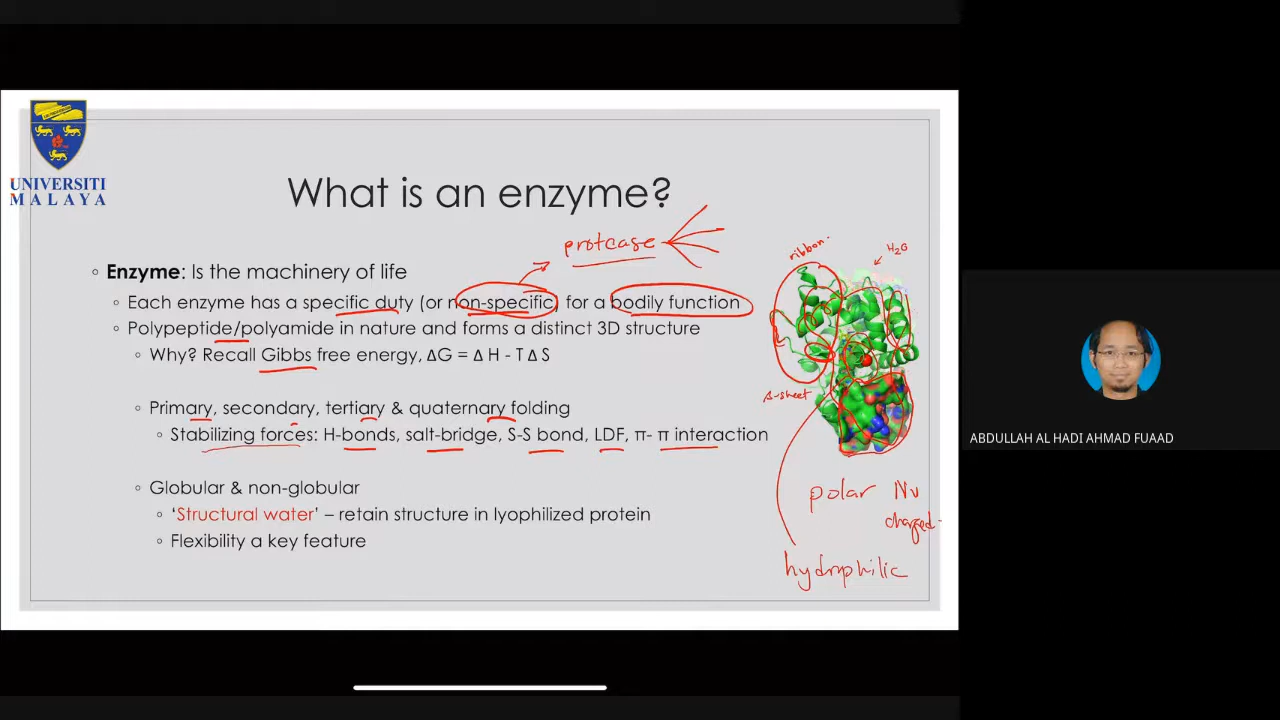 UNIVERSITI
MALAYA
What is an enzyme?
protease
ribbon
H2O
Enzyme: Is the machinery of life
Each enzyme has a specific duty (or non-specific) for a bodily function
Polypeptide/polyamide in nature and forms a distinct 3D structure
Why? Recall Gibbs free energy, ΔG = Δ H - T Δ S
β-sheet
Primary, secondary, tertiary & quaternary folding
Stabilizing forces: H-bonds, salt-bridge, S-S bond, LDF, π- π interaction
Globular & non-globular
polar Nu
charged
'Structural water' – retain structure in lyophilized protein
Flexibility a key feature
hydrophilic
ABDULLAH AL HADI AHMAD FUAAD